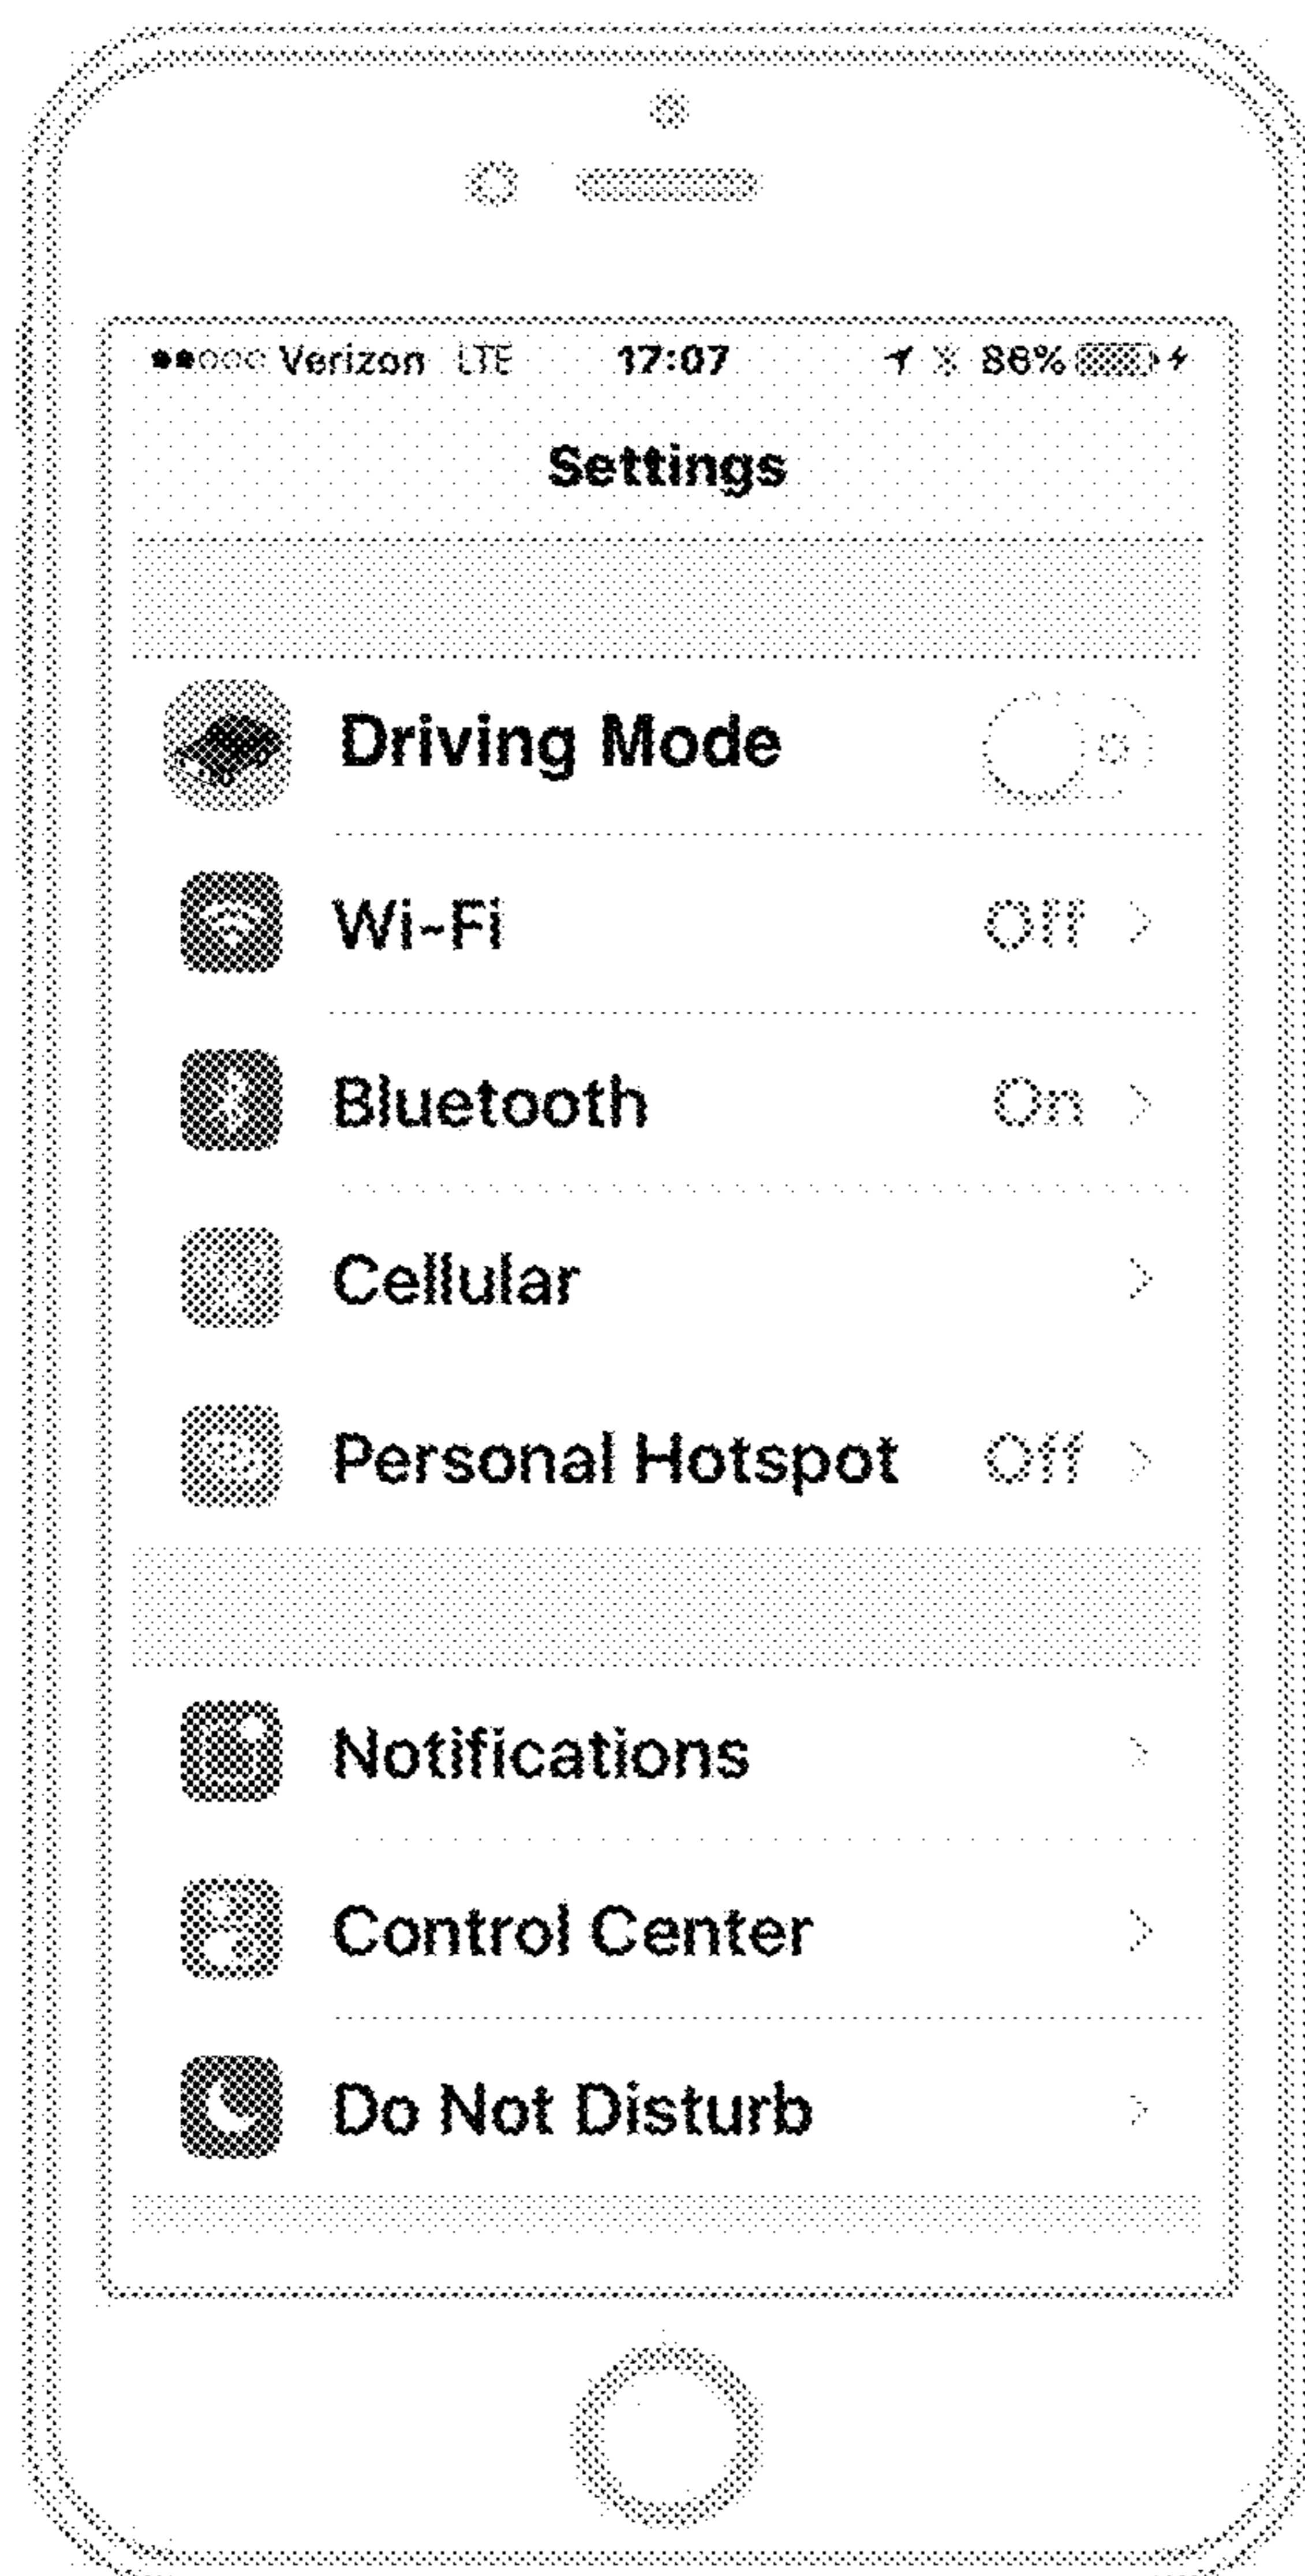 Verizon LTE 17:07 86%
Settings
Driving Mode
Wi-Fi Off
Bluetooth On
Cellular
Personal Hotspot Off
Notifications
Control Center
Do Not Disturb